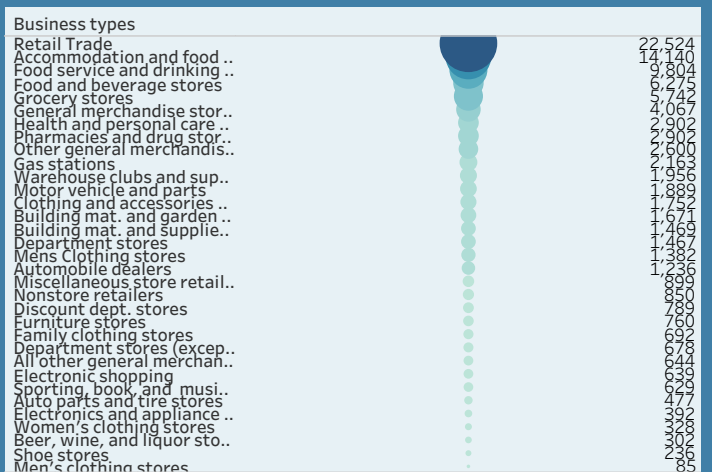 Business types
Retail Trade 22,524
Accommodation and food .. 14,140
Food service and drinking .. 9,804
Food and beverage stores 6,275
Grocery stores 5,742
General merchandise stor.. 4,067
Health and personal care .. 2,902
Pharmacies and drug stor.. 2,902
Other general merchandis.. 2,600
Gas stations 2,163
Warehouse clubs and sup.. 1,956
Motor vehicle and parts 1,889
Clothing and accessories .. 1,752
Building mat. and garden .. 1,671
Building mat. and supplie.. 1,469
Department stores 1,467
Mens Clothing stores 1,382
Automobile dealers 1,236
Miscellaneous store retail.. 899
Nonstore retailers 850
Discount dept. stores 789
Furniture stores 760
Family clothing stores 692
Department stores (excep.. 678
All other general merchan.. 644
Electronic shopping 639
Sporting, book, and musi.. 629
Auto parts and tire stores 477
Electronics and appliance .. 392
Women's clothing stores 328
Beer, wine, and liquor sto.. 302
Shoe stores 236
Men's clothing stores 85